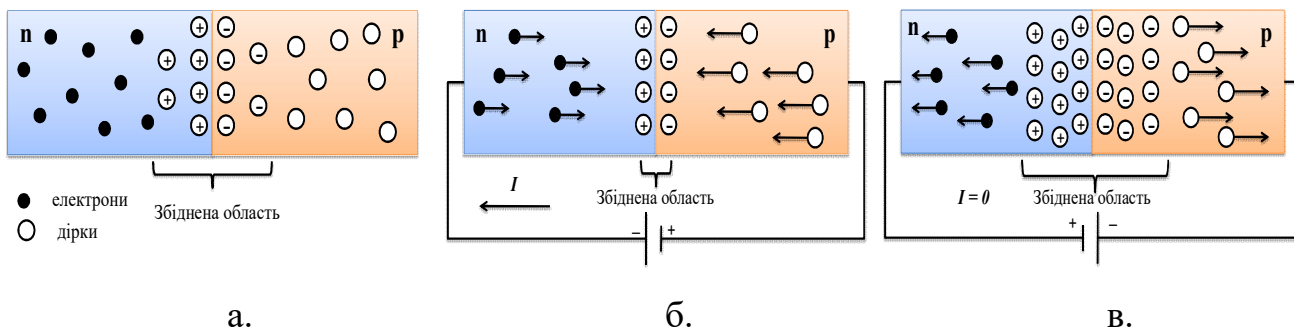 n p
електрони
дірки
Збіднена область
а.
n p
I
Збіднена область
– +
б.
n p
I = 0
Збіднена область
+ –
в.